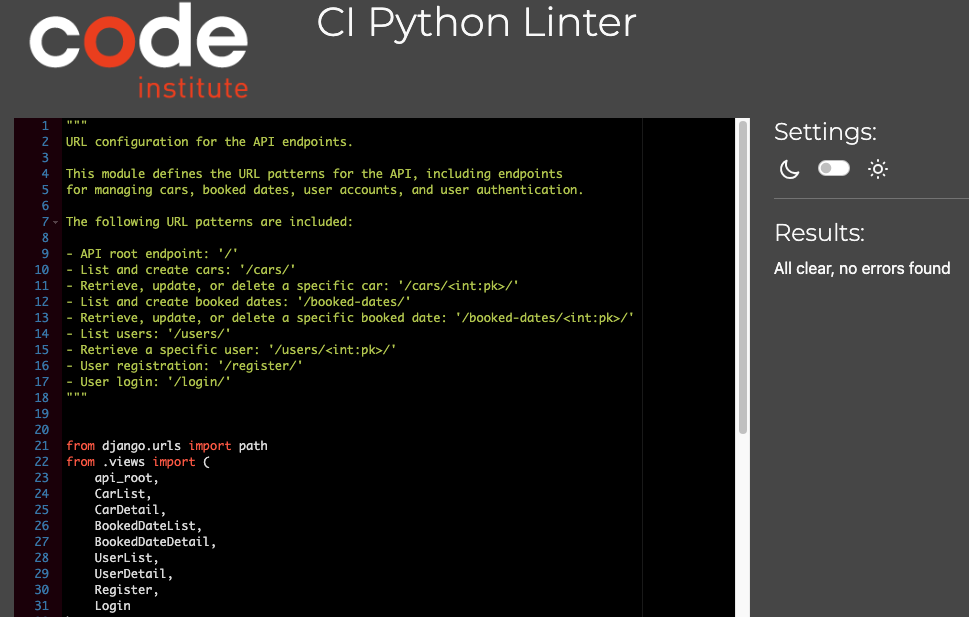 code
institute
CI Python Linter
1 """
2 URL configuration for the API endpoints.
3
4 This module defines the URL patterns for the API, including endpoints
5 for managing cars, booked dates, user accounts, and user authentication.
6
7 The following URL patterns are included:
8
9 - API root endpoint: '/'
10 - List and create cars: '/cars/'
11 - Retrieve, update, or delete a specific car: '/cars/<int:pk>/'
12 - List and create booked dates: '/booked-dates/'
13 - Retrieve, update, or delete a specific booked date: '/booked-dates/<int:pk>/'
14 - List users: '/users/'
15 - Retrieve a specific user: '/users/<int:pk>/'
16 - User registration: '/register/'
17 - User login: '/login/'
18 """
19
20
21 from django.urls import path
22 from .views import (
23     api_root,
24     CarList,
25     CarDetail,
26     BookedDateList,
27     BookedDateDetail,
28     UserList,
29     UserDetail,
30     Register,
31     Login
Settings:
Results:
All clear, no errors found